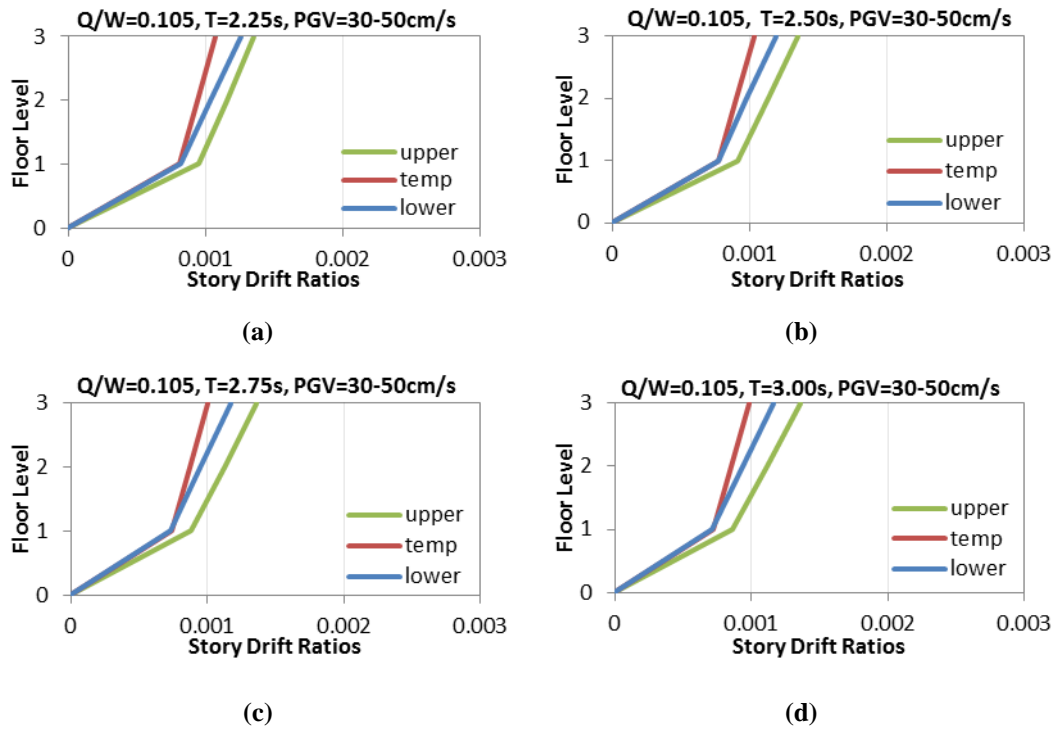 Q/W=0.105, T=2.25s, PGV=30-50cm/s
3
2
1
0
Floor Level
upper
temp
lower
0 0.001 0.002 0.003
Story Drift Ratios
(a)
Q/W=0.105, T=2.50s, PGV=30-50cm/s
3
2
1
0
Floor Level
upper
temp
lower
0 0.001 0.002 0.003
Story Drift Ratios
(b)
Q/W=0.105, T=2.75s, PGV=30-50cm/s
3
2
1
0
Floor Level
upper
temp
lower
0 0.001 0.002 0.003
Story Drift Ratios
(c)
Q/W=0.105, T=3.00s, PGV=30-50cm/s
3
2
1
0
Floor Level
upper
temp
lower
0 0.001 0.002 0.003
Story Drift Ratios
(d)